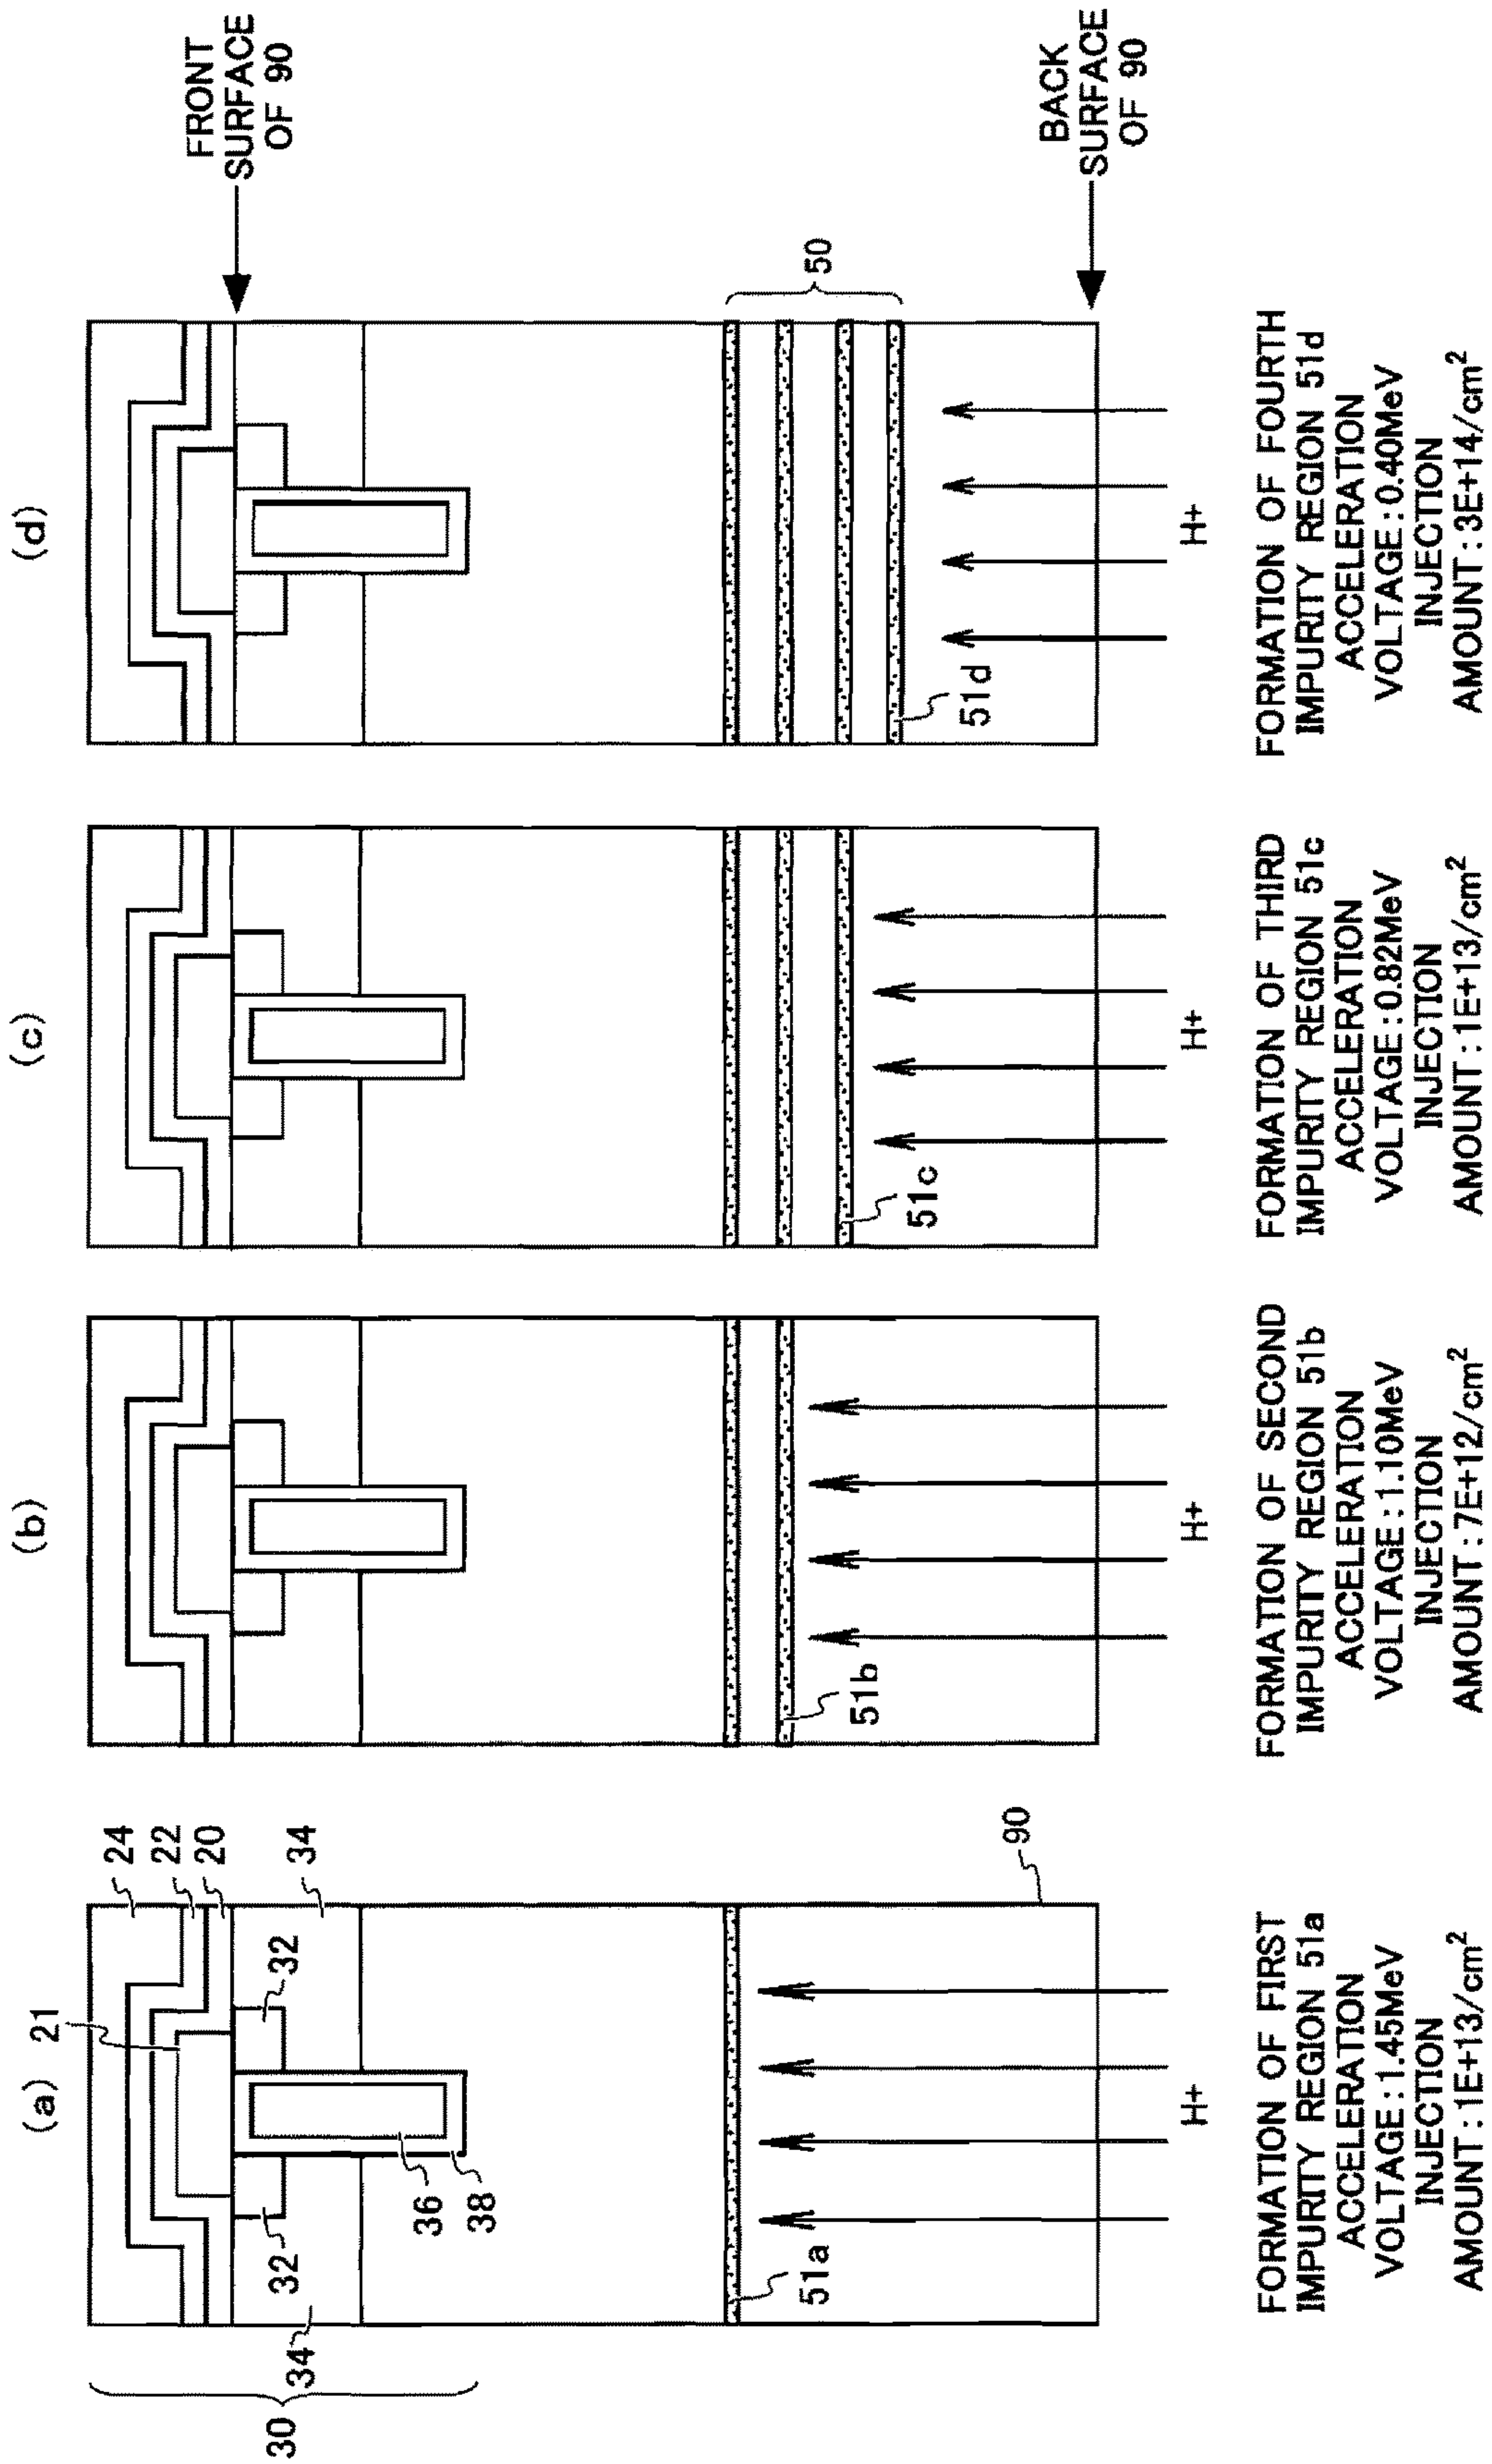 (a)
21
24
22
20
34
32
32
34
30
36
38
51a
90
H+
FORMATION OF FIRST
IMPURITY REGION 51a
ACCELERATION
VOLTAGE:1.45MeV
INJECTION
AMOUNT:1E+13/cm²
(b)
51b
H+
FORMATION OF SECOND
IMPURITY REGION 51b
ACCELERATION
VOLTAGE:1.10MeV
INJECTION
AMOUNT:7E+12/cm²
(c)
51c
H+
FORMATION OF THIRD
IMPURITY REGION 51c
ACCELERATION
VOLTAGE:0.82MeV
INJECTION
AMOUNT:1E+13/cm²
(d)
FRONT
SURFACE
OF 90
50
51d
BACK
SURFACE
OF 90
H+
FORMATION OF FOURTH
IMPURITY REGION 51d
ACCELERATION
VOLTAGE:0.40MeV
INJECTION
AMOUNT:3E+14/cm²